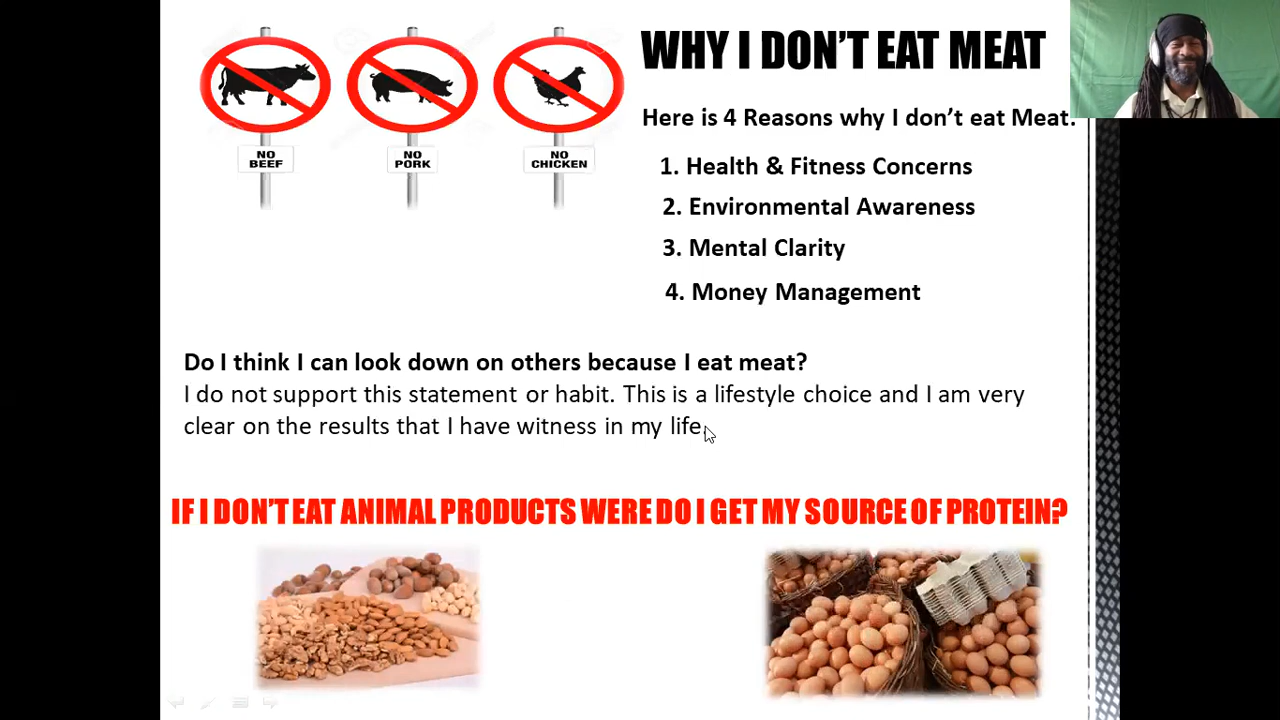 NO
BEEF
NO
PORK
NO
CHICKEN
WHY I DON'T EAT MEAT
Here is 4 Reasons why I don't eat Meat.
1. Health & Fitness Concerns
2. Environmental Awareness
3. Mental Clarity
4. Money Management
Do I think I can look down on others because I eat meat?
I do not support this statement or habit. This is a lifestyle choice and I am very
clear on the results that I have witness in my life.
IF I DON'T EAT ANIMAL PRODUCTS WERE DO I GET MY SOURCE OF PROTEIN?